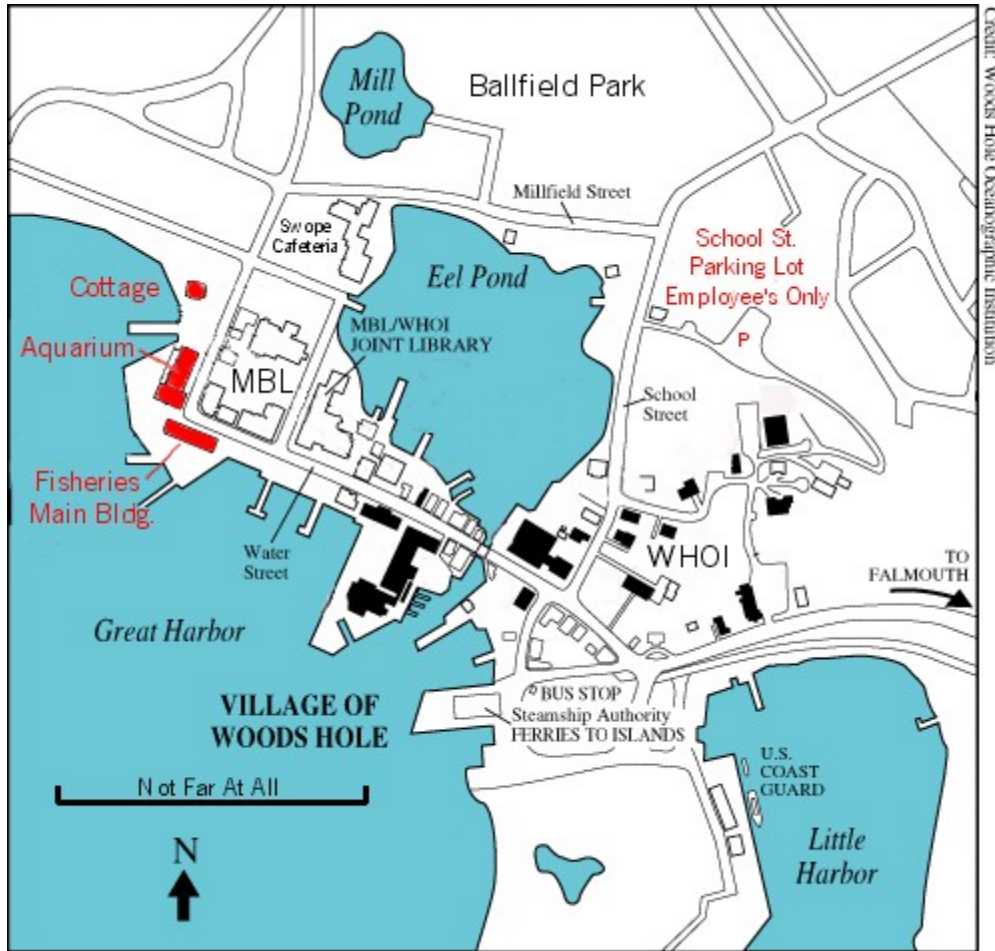 Mill
Pond
Ballfield Park
Credit: Woods Hole Oceanographic Institution
Millfield Street
Swope
Cafeteria
School St.
Parking Lot
Employee's Only
P
Eel Pond
Cottage
MBL/WHOI
JOINT LIBRARY
Aquarium
MBL
School
Street
Fisheries
Main Bldg.
Water
Street
WHOI
TO
FALMOUTH
Great Harbor
VILLAGE OF
WOODS HOLE
BUS STOP
Steamship Authority
FERRIES TO ISLANDS
U.S.
COAST
GUARD
Not Far At All
Little
Harbor
N